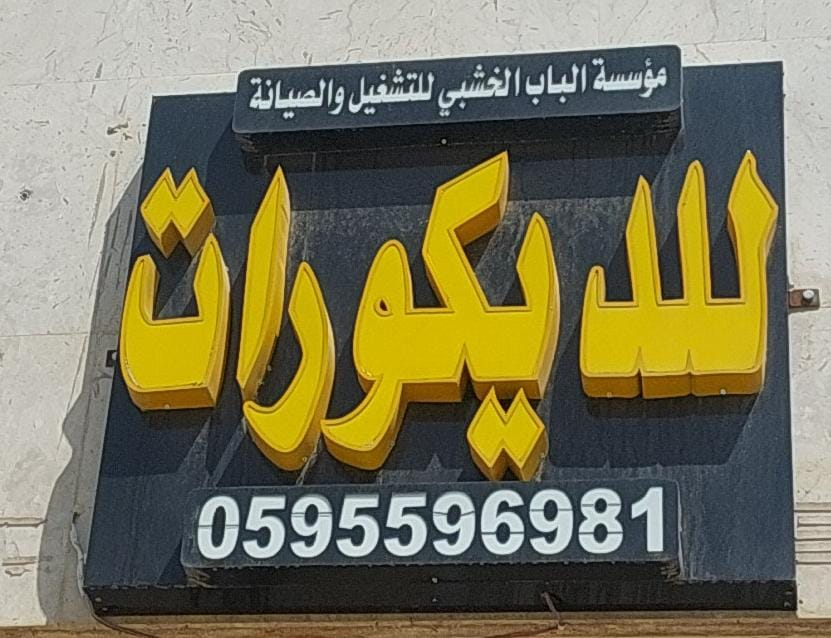 مؤسسة الباب الخشبي للتشغيل والصيانة
للديكورات
0595596981